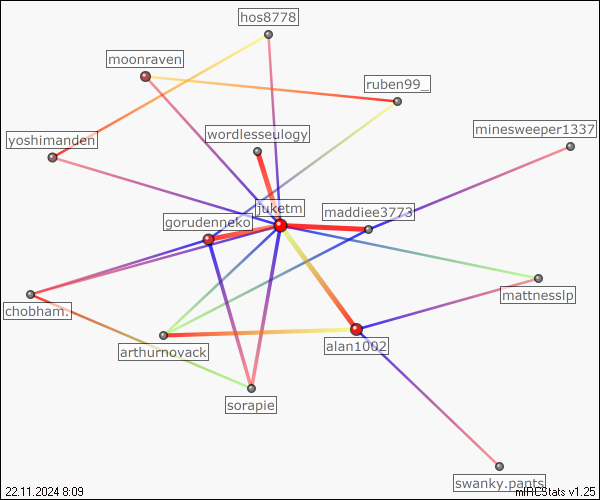 hos8778
moonraven
ruben99_
wordlesseulogy
minesweeper1337
yoshimanden
juketm
maddiee3773
gorudenneko
mattnesslp
chobham.
alan1002
arthurnovack
sorapie
swanky.pants
22.11.2024 8:09
mIRCStats v1.25